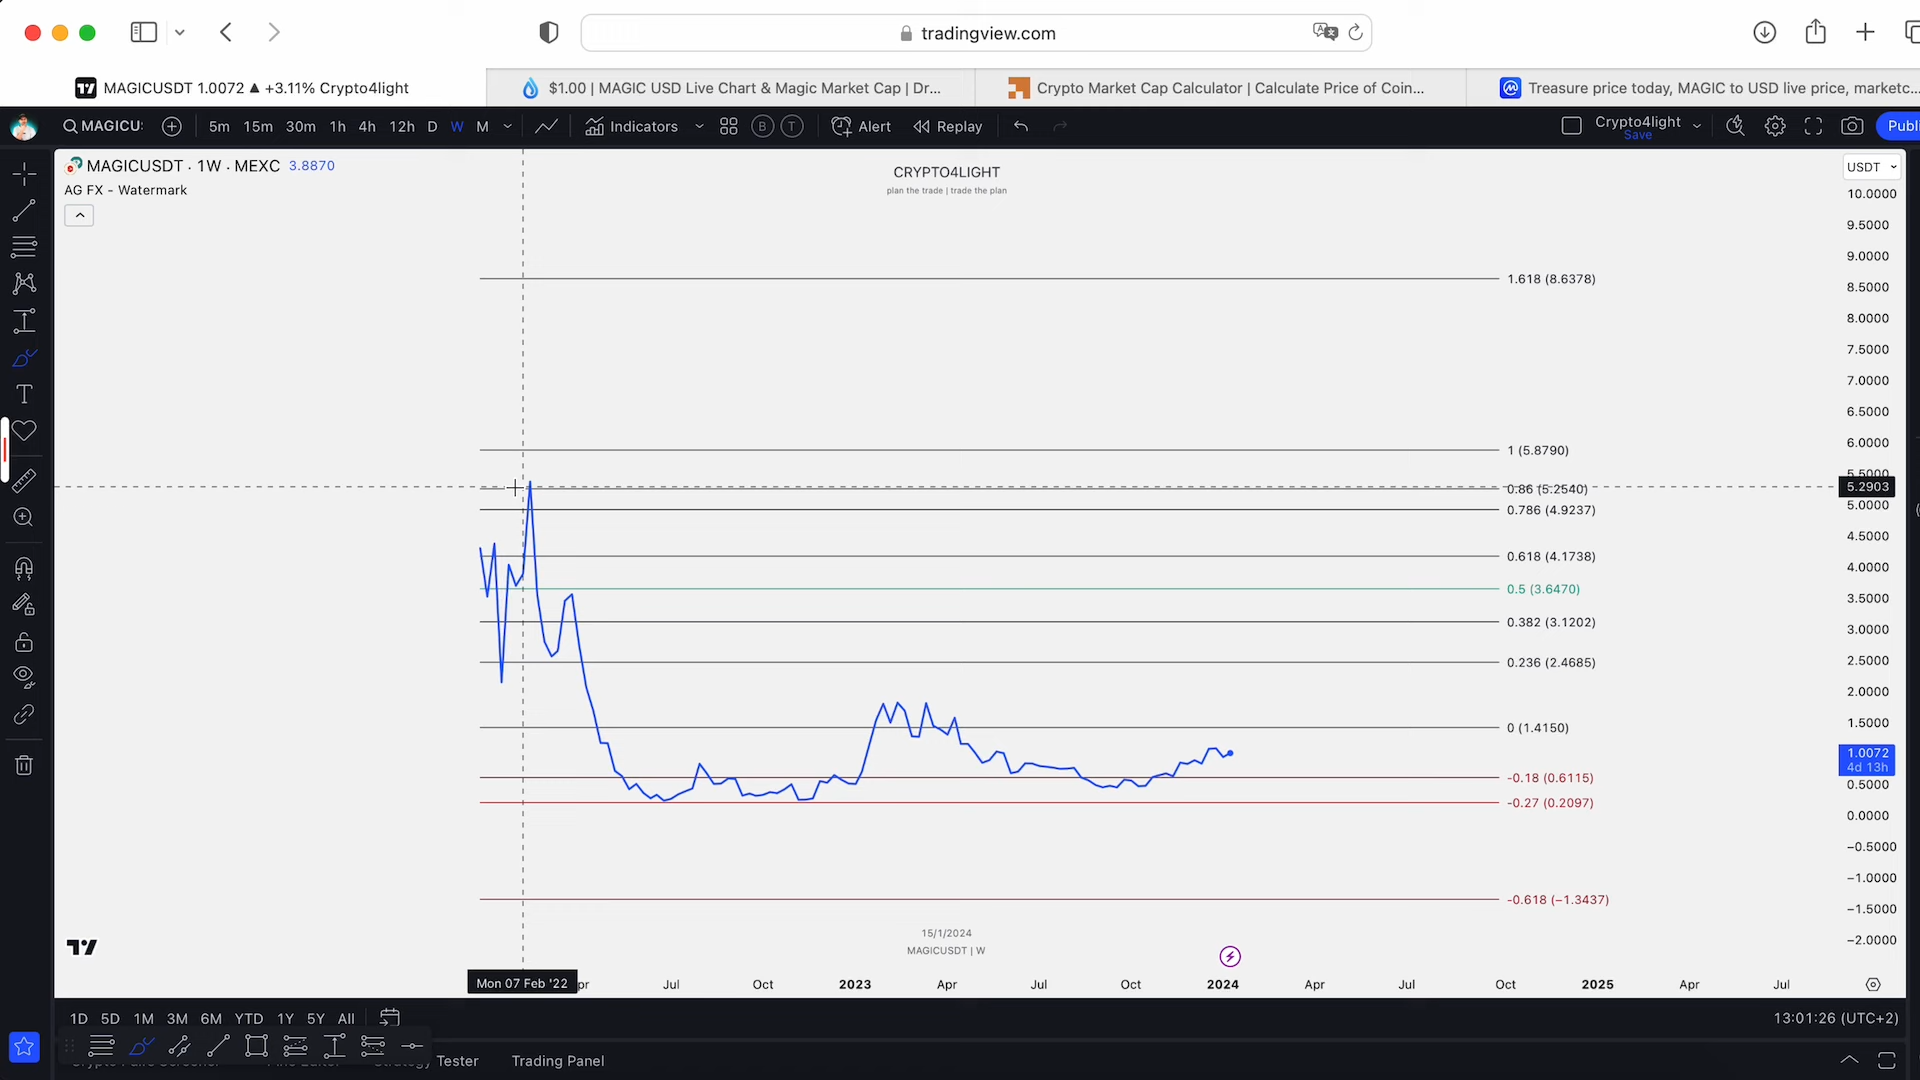 tradingview.com
MAGICUSDT 1.0072 ▲ +3.11% Crypto4light
$1.00 | MAGIC USD Live Chart & Magic Market Cap | Dr...
Crypto Market Cap Calculator | Calculate Price of Coin...
Treasure price today, MAGIC to USD live price, marketc...
MAGICU: 5m 15m 30m 1h 4h 12h D W M Indicators B T Alert Replay Crypto4light Publi
Save
MAGICUSDT · 1W · MEXC 3.8870
AG FX - Watermark
CRYPTO4LIGHT
plan the trade | trade the plan
USDT
10.0000
9.5000
9.0000
1.618 (8.6378)
8.5000
8.0000
7.5000
7.0000
6.5000
6.0000
1 (5.8790)
5.5000
5.2903
0.86 (5.2540)
5.0000
0.786 (4.9237)
4.5000
0.618 (4.1738)
4.0000
0.5 (3.6470)
3.5000
0.382 (3.1202)
3.0000
0.236 (2.4685)
2.5000
2.0000
1.5000
0 (1.4150)
1.0072
4d 13h
-0.18 (0.6115)
0.5000
-0.27 (0.2097)
0.0000
−0.5000
−1.0000
-0.618 (−1.3437)
−1.5000
−2.0000
15/1/2024
MAGICUSDT | W
Mon 07 Feb '22 pr Jul Oct 2023 Apr Jul Oct 2024 Apr Jul Oct 2025 Apr Jul
1D 5D 1M 3M 6M YTD 1Y 5Y All
13:01:26 (UTC+2)
Tester Trading Panel